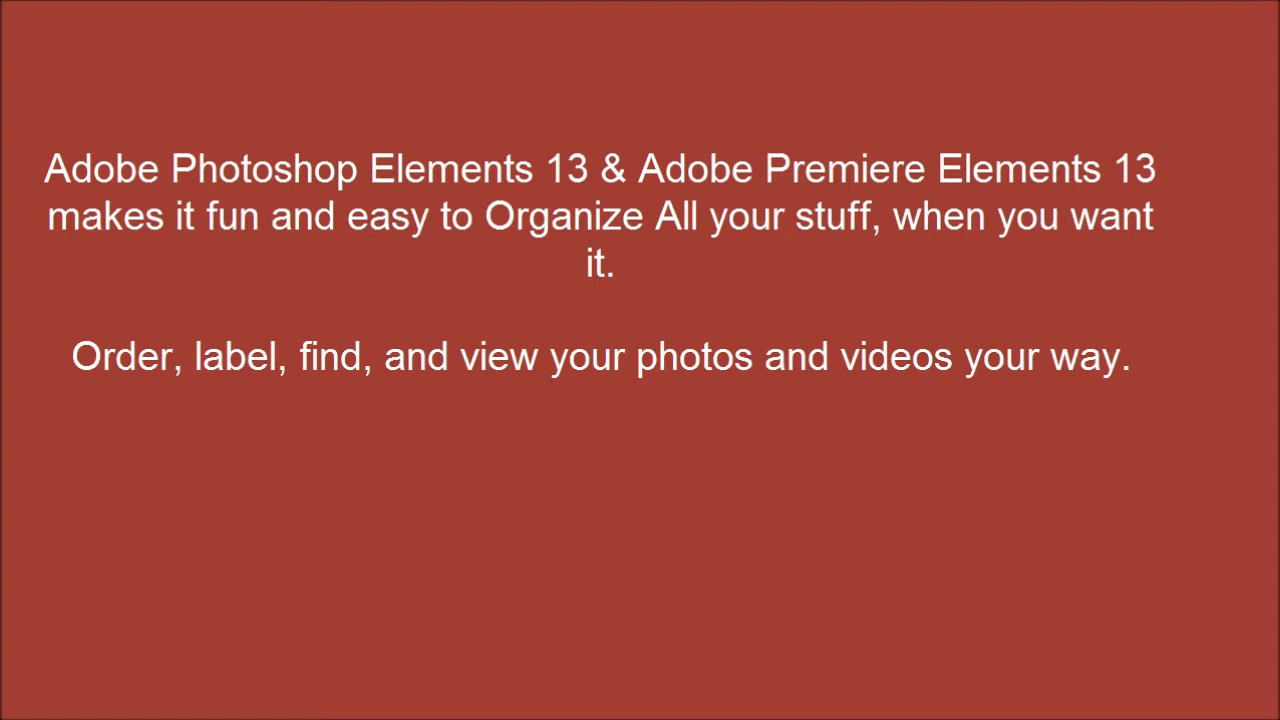 Adobe Photoshop Elements 13 & Adobe Premiere Elements 13
makes it fun and easy to Organize All your stuff, when you want
it.
Order, label, find, and view your photos and videos your way.